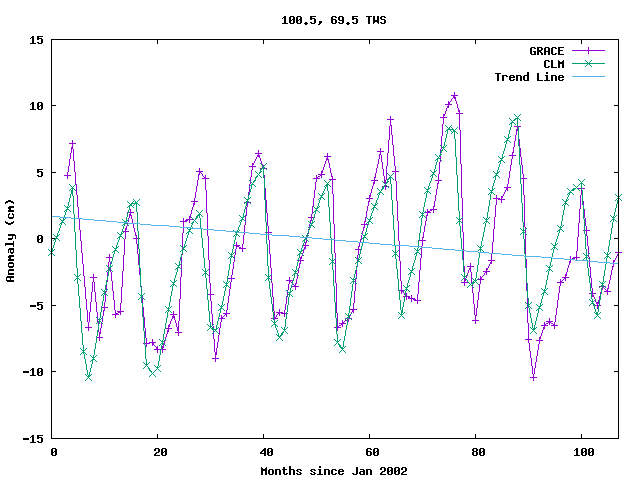 100.5, 69.5 TWS
GRACE
CLM
Trend Line
15
10
5
0
-5
-10
-15
Anomaly (cm)
0 20 40 60 80 100
Months since Jan 2002